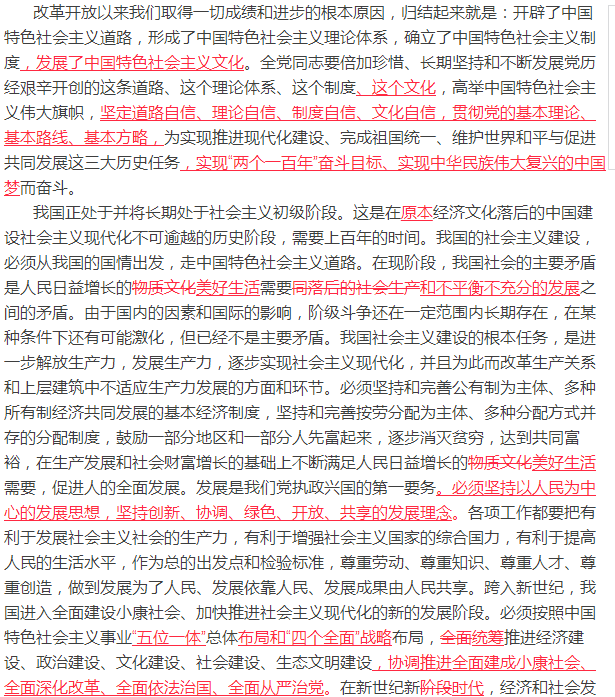 改革开放以来我们取得一切成绩和进步的根本原因，归结起来就是：开辟了中国
特色社会主义道路，形成了中国特色社会主义理论体系，确立了中国特色社会主义制
度，发展了中国特色社会主义文化。全党同志要倍加珍惜、长期坚持和不断发展党历
经艰辛开创的这条道路、这个理论体系、这个制度、这个文化，高举中国特色社会主
义伟大旗帜，坚定道路自信、理论自信、制度自信、文化自信，贯彻党的基本理论、
基本路线、基本方略，为实现推进现代化建设、完成祖国统一、维护世界和平与促进
共同发展这三大历史任务，实现“两个一百年”奋斗目标、实现中华民族伟大复兴的中国
梦而奋斗。
我国正处于并将长期处于社会主义初级阶段。这是在原本经济文化落后的中国建
设社会主义现代化不可逾越的历史阶段，需要上百年的时间。我国的社会主义建设，
必须从我国的国情出发，走中国特色社会主义道路。在现阶段，我国社会的主要矛盾
是人民日益增长的物质文化美好生活需要同落后的社会生产和不平衡不充分的发展之
间的矛盾。由于国内的因素和国际的影响，阶级斗争还在一定范围内长期存在，在某
种条件下还有可能激化，但已经不是主要矛盾。我国社会主义建设的根本任务，是进
一步解放生产力，发展生产力，逐步实现社会主义现代化，并且为此而改革生产关系
和上层建筑中不适应生产力发展的方面和环节。必须坚持和完善公有制为主体、多种
所有制经济共同发展的基本经济制度，坚持和完善按劳分配为主体、多种分配方式并
存的分配制度，鼓励一部分地区和一部分人先富起来，逐步消灭贫穷，达到共同富
裕，在生产发展和社会财富增长的基础上不断满足人民日益增长的物质文化美好生活
需要，促进人的全面发展。发展是我们党执政兴国的第一要务。必须坚持以人民为中
心的发展思想，坚持创新、协调、绿色、开放、共享的发展理念。各项工作都要把有
利于发展社会主义社会的生产力，有利于增强社会主义国家的综合国力，有利于提高
人民的生活水平，作为总的出发点和检验标准，尊重劳动、尊重知识、尊重人才、尊
重创造，做到发展为了人民、发展依靠人民、发展成果由人民共享。跨入新世纪，我
国进入全面建设小康社会、加快推进社会主义现代化的新的发展阶段。必须按照中国
特色社会主义事业“五位一体”总体布局和“四个全面”战略布局，全面统筹推进经济建
设、政治建设、文化建设、社会建设、生态文明建设，协调推进全面建成小康社会、
全面深化改革、全面依法治国、全面从严治党。在新世纪新阶段时代，经济和社会发